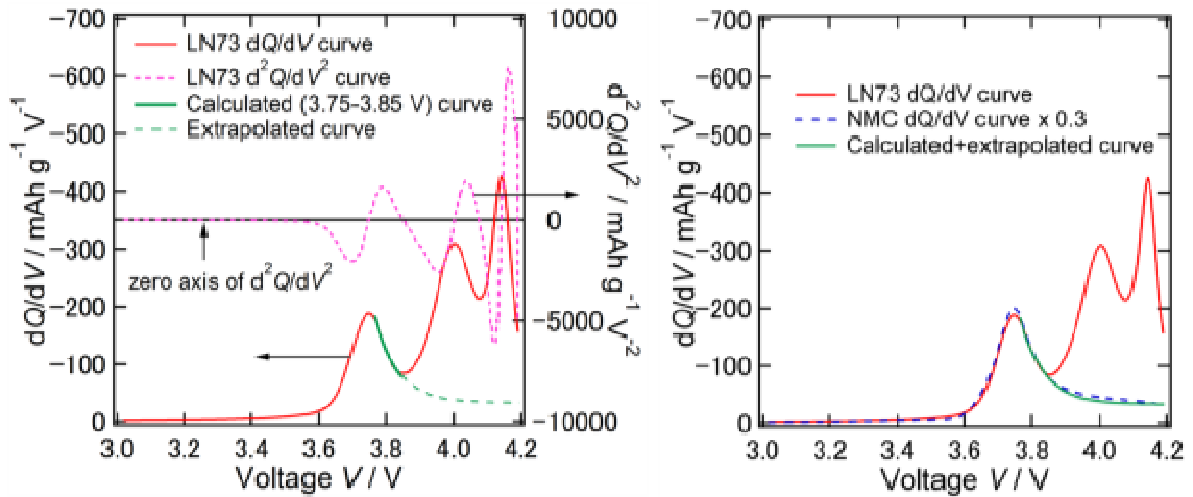 -700
-600
-500
-400
-300
-200
-100
0
dQ/dV / mAh g⁻¹ V⁻¹
LN73 dQ/dV curve
LN73 d²Q/dV² curve
Calculated (3.75-3.85 V) curve
Extrapolated curve
zero axis of d²Q/dV²
10000
5000
0
-5000
-10000
d²Q/dV² / mAh g⁻¹ V⁻²
3.0 3.2 3.4 3.6 3.8 4.0 4.2
Voltage V / V
-700
-600
-500
-400
-300
-200
-100
0
dQ/dV / mAh g⁻¹ V⁻¹
LN73 dQ/dV curve
NMC dQ/dV curve x 0.3
Calculated+extrapolated curve
3.0 3.2 3.4 3.6 3.8 4.0 4.2
Voltage V / V